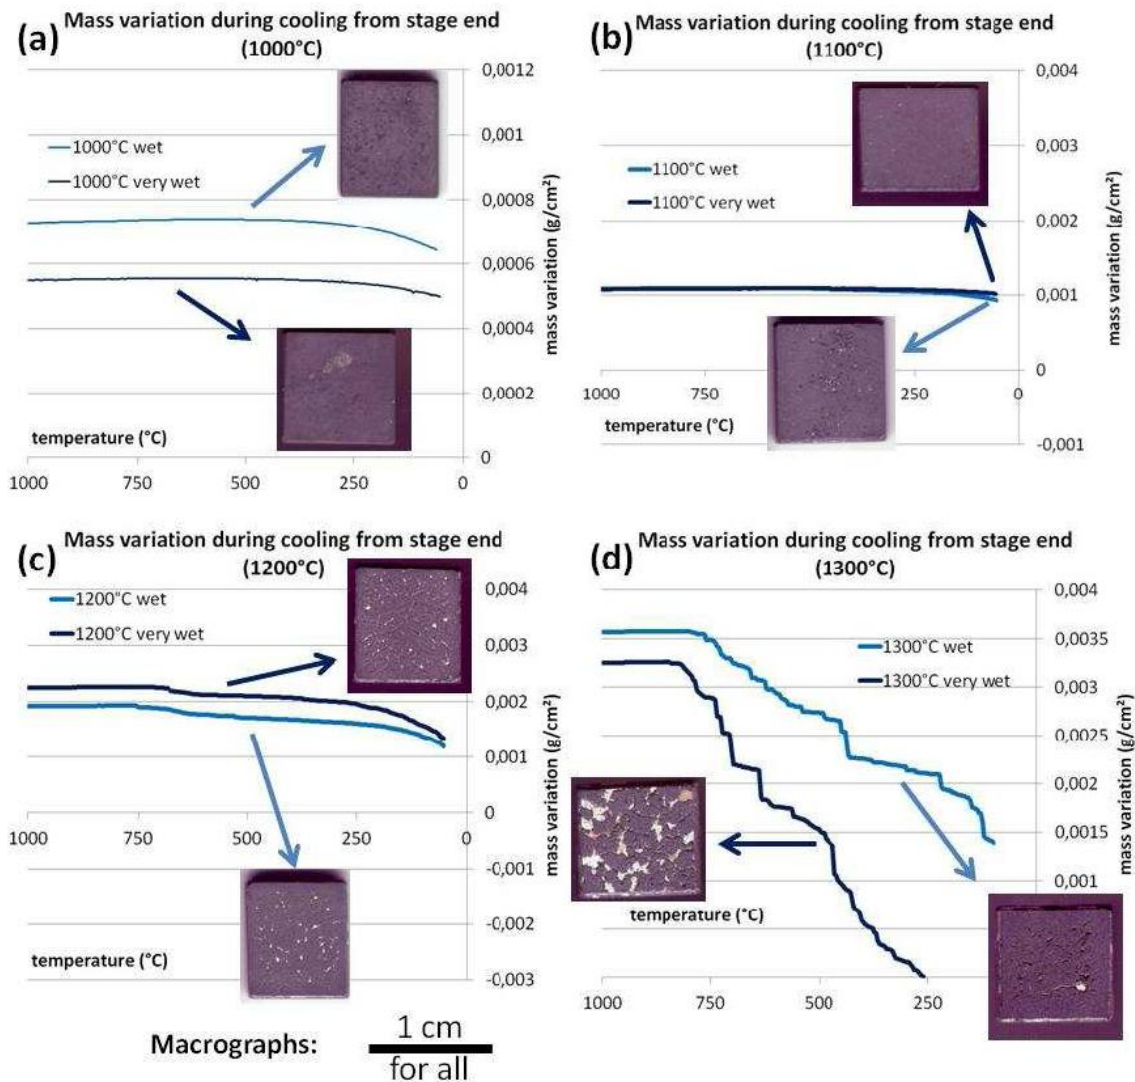 (a)
Mass variation during cooling from stage end
(1000°C)
0,0012
0,001
0,0008
0,0006
0,0004
0,0002
0
mass variation (g/cm²)
1000°C wet
1000°C very wet
temperature (°C)
1000
750
500
250
0
(b)
Mass variation during cooling from stage end
(1100°C)
0,004
0,003
0,002
0,001
0
-0,001
mass variation (g/cm²)
1100°C wet
1100°C very wet
1000
750
250
0
temperature (°C)
(c)
Mass variation during cooling from stage end
(1200°C)
0,004
0,003
0,002
0,001
0
-0,001
-0,002
-0,003
mass variation (g/cm²)
1200°C wet
1200°C very wet
1000
750
500
250
0
temperature (°C)
(d)
Mass variation during cooling from stage end
(1300°C)
0,004
0,0035
0,003
0,0025
0,002
0,0015
0,001
mass variation (g/cm²)
1300°C wet
1300°C very wet
temperature (°C)
1000
750
500
250
Macrographs:
1 cm
for all